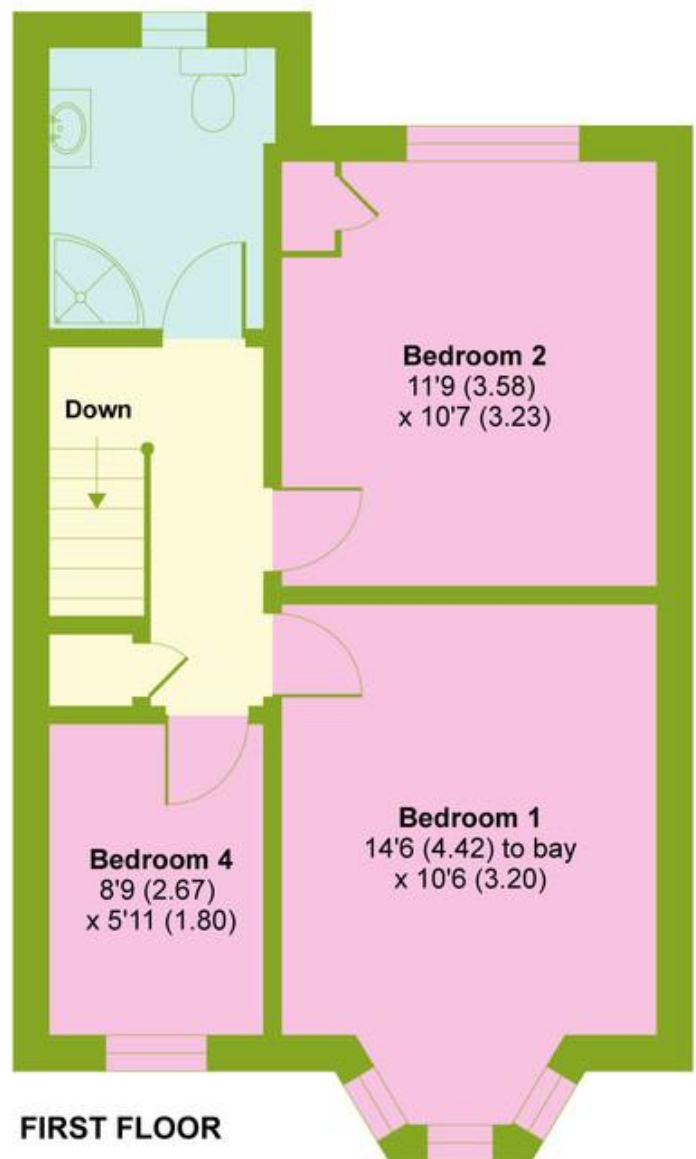 Down
Bedroom 2
11'9 (3.58)
x 10'7 (3.23)
Bedroom 1
14'6 (4.42) to bay
x 10'6 (3.20)
Bedroom 4
8'9 (2.67)
x 5'11 (1.80)
FIRST FLOOR